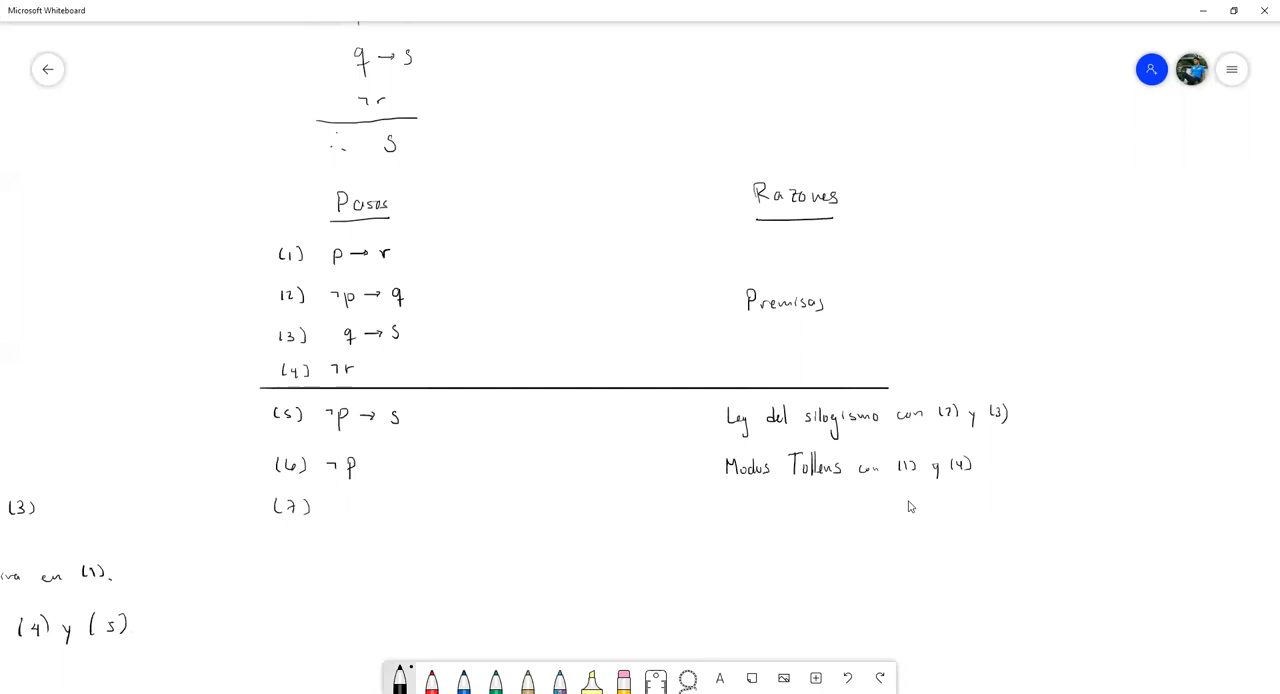 Microsoft Whiteboard
q → s
¬r
∴ s
Pasos
Razones
(1) p → r
(2) ¬p → q
Premisas
(3) q → s
(4) ¬r
(5) ¬p → s
Ley del silogismo con (2) y (3)
(6) ¬p
Modus Tollens con (1) y (4)
(3)
(7)
en (1).
(4) y (5)
A